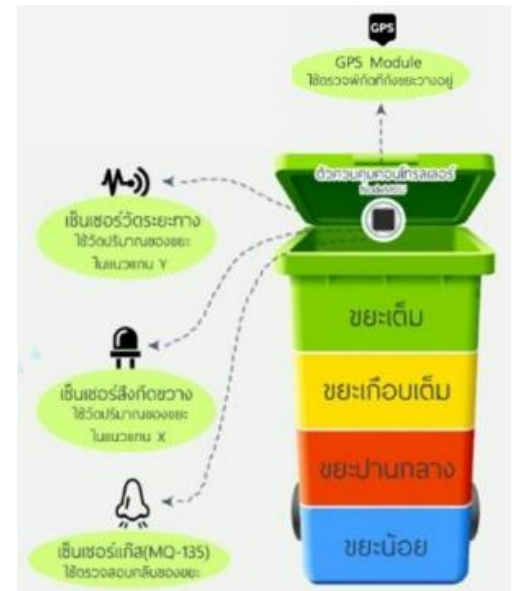 GPS
GPS Module
ใช้ตรวจพิกัดที่ถังขยะวางอยู่
ตัวควบคุมคอนโทรลเลอร์
NodeMCU
เซ็นเซอร์วัดระยะทาง
ใช้วัดปริมาณของขยะ
ในแนวแกน Y
เซ็นเซอร์สิ่งกีดขวาง
ใช้วัดปริมาณของขยะ
ในแนวแกน X
เซ็นเซอร์แก๊ส(MQ-135)
ใช้ตรวจสอบกลิ่นของขยะ
ขยะเต็ม
ขยะเกือบเต็ม
ขยะปานกลาง
ขยะน้อย